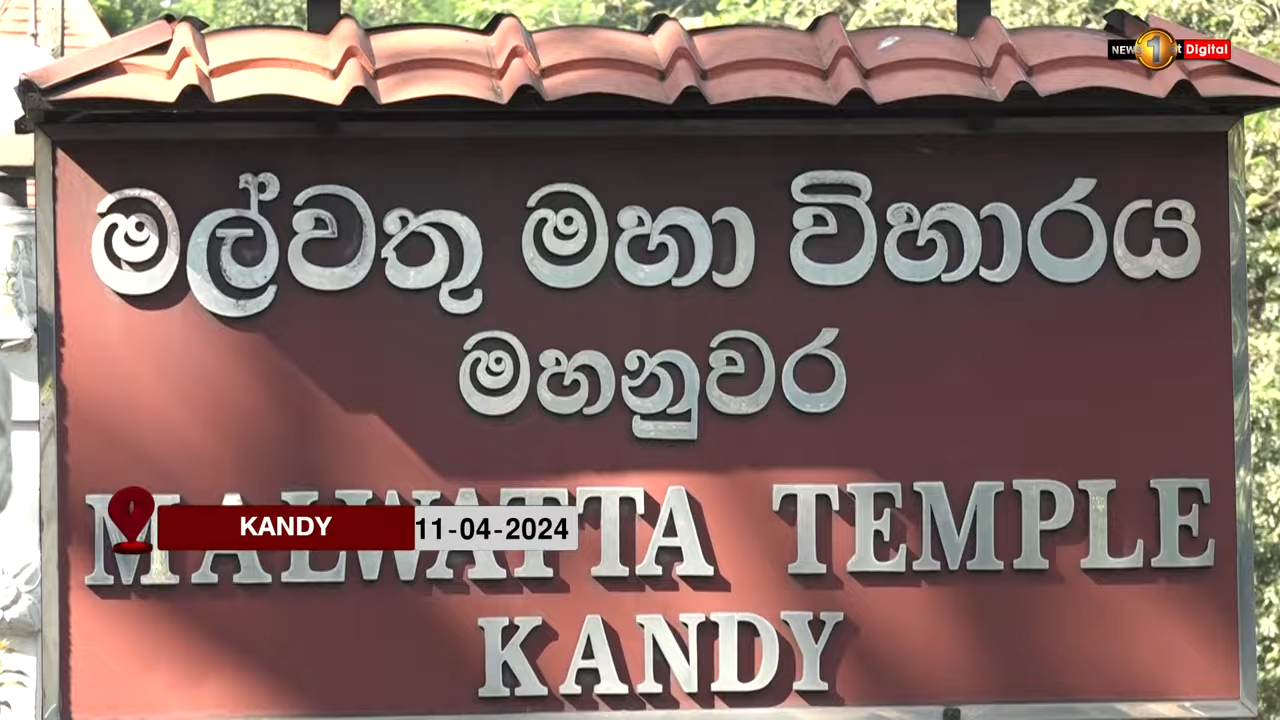 NEWS 1st Digital
මල්වතු මහා විහාරය
මහනුවර
MALWATTA TEMPLE
KANDY 11-04-2024
KANDY